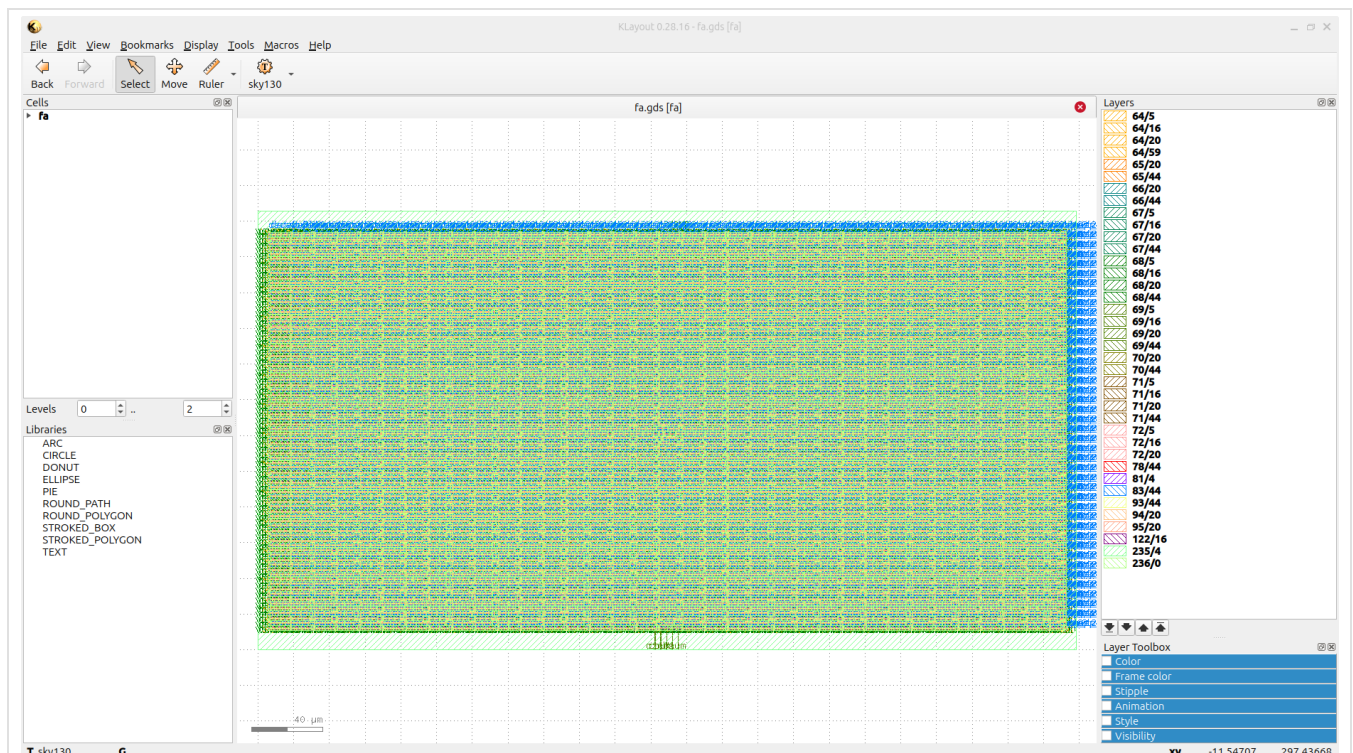 KLayout 0.28.16 - fa.gds [fa]
File Edit View Bookmarks Display Tools Macros Help
Back Forward Select Move Ruler sky130
Cells
fa
Levels 0 .. 2
Libraries
ARC
CIRCLE
DONUT
ELLIPSE
PIE
ROUND_PATH
ROUND_POLYGON
STROKED_BOX
STROKED_POLYGON
TEXT
fa.gds [fa]
40 μm
Layers
64/5
64/16
64/20
64/59
65/20
65/44
66/20
66/44
67/5
67/16
67/20
67/44
68/5
68/16
68/20
68/44
69/5
69/16
69/20
69/44
70/20
70/44
71/5
71/16
71/20
71/44
72/5
72/16
72/20
78/44
81/4
83/44
93/44
94/20
95/20
122/16
235/4
236/0
Layer Toolbox
Color
Frame color
Stipple
Animation
Style
Visibility
T sky130 G xy -11.54707 297.43668